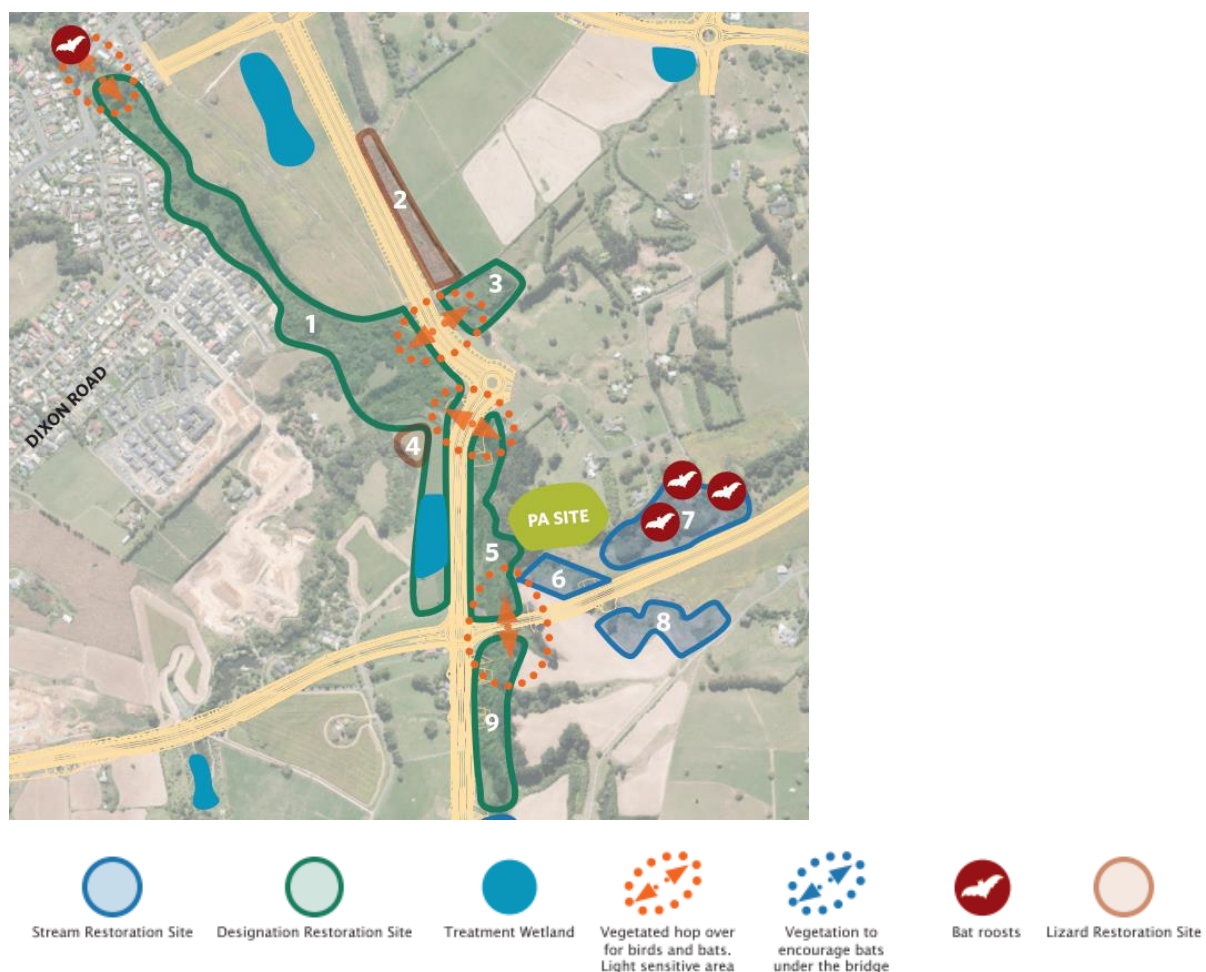 2
3
1
DIXON ROAD
4
PA SITE
7
5
6
8
9
Stream Restoration Site
Designation Restoration Site
Treatment Wetland
Vegetated hop over
for birds and bats.
Light sensitive area
Vegetation to
encourage bats
under the bridge
Bat roosts
Lizard Restoration Site